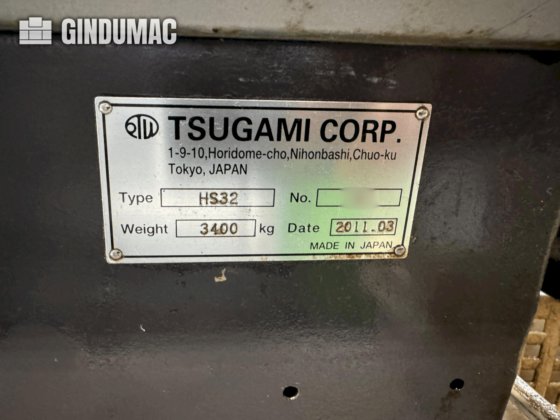 GINDUMAC
TSUGAMI CORP.
1-9-10,Horidome-cho,Nihonbashi,Chuo-ku
Tokyo, JAPAN
Type HS32 No.
Weight 3400 kg Date 2011.03
MADE IN JAPAN